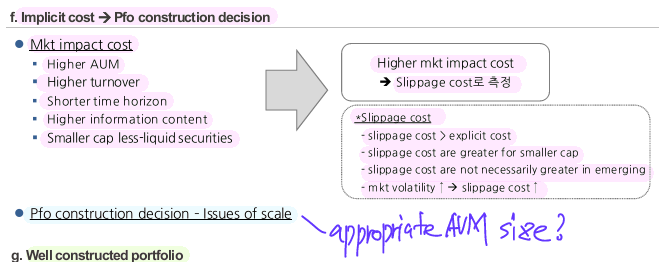 f. Implicit cost → Pfo construction decision
● Mkt impact cost
▪ Higher AUM
▪ Higher turnover
▪ Shorter time horizon
▪ Higher information content
▪ Smaller cap less-liquid securities
Higher mkt impact cost
→ Slippage cost로 측정
*Slippage cost
- slippage cost > explicit cost
- slippage cost are greater for smaller cap
- slippage cost are not necessarily greater in emerging
- mkt volatility ↑ → slippage cost ↑
● Pfo construction decision - Issues of scale
appropriate AUM size?
g. Well constructed portfolio